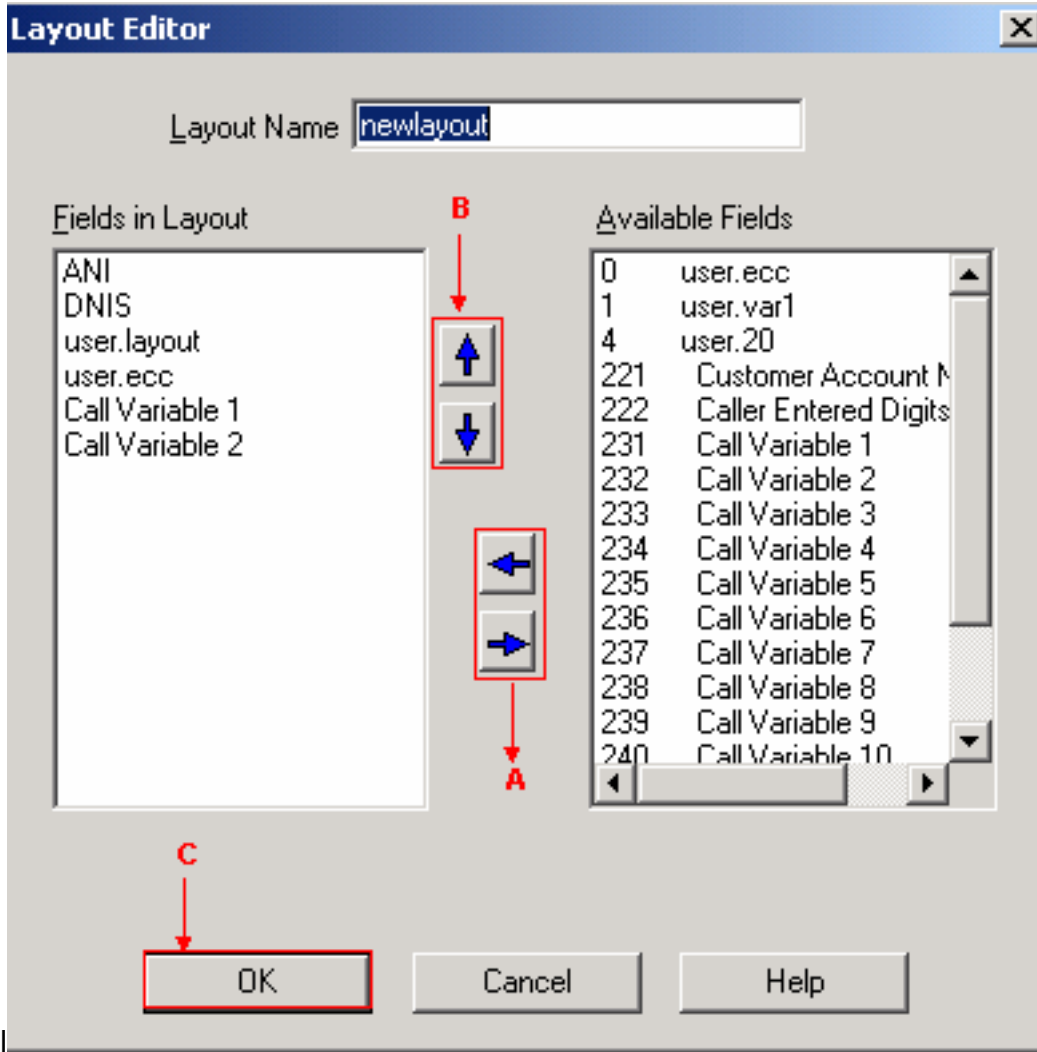 Layout Editor
Layout Name newlayout
B
Fields in Layout
ANI
DNIS
user.layout
user.ecc
Call Variable 1
Call Variable 2
Available Fields
0 user.ecc
1 user.var1
4 user.20
221 Customer Account
222 Caller Entered Digits
231 Call Variable 1
232 Call Variable 2
233 Call Variable 3
234 Call Variable 4
235 Call Variable 5
236 Call Variable 6
237 Call Variable 7
238 Call Variable 8
239 Call Variable 9
240 Call Variable 10
A
C
OK
Cancel
Help